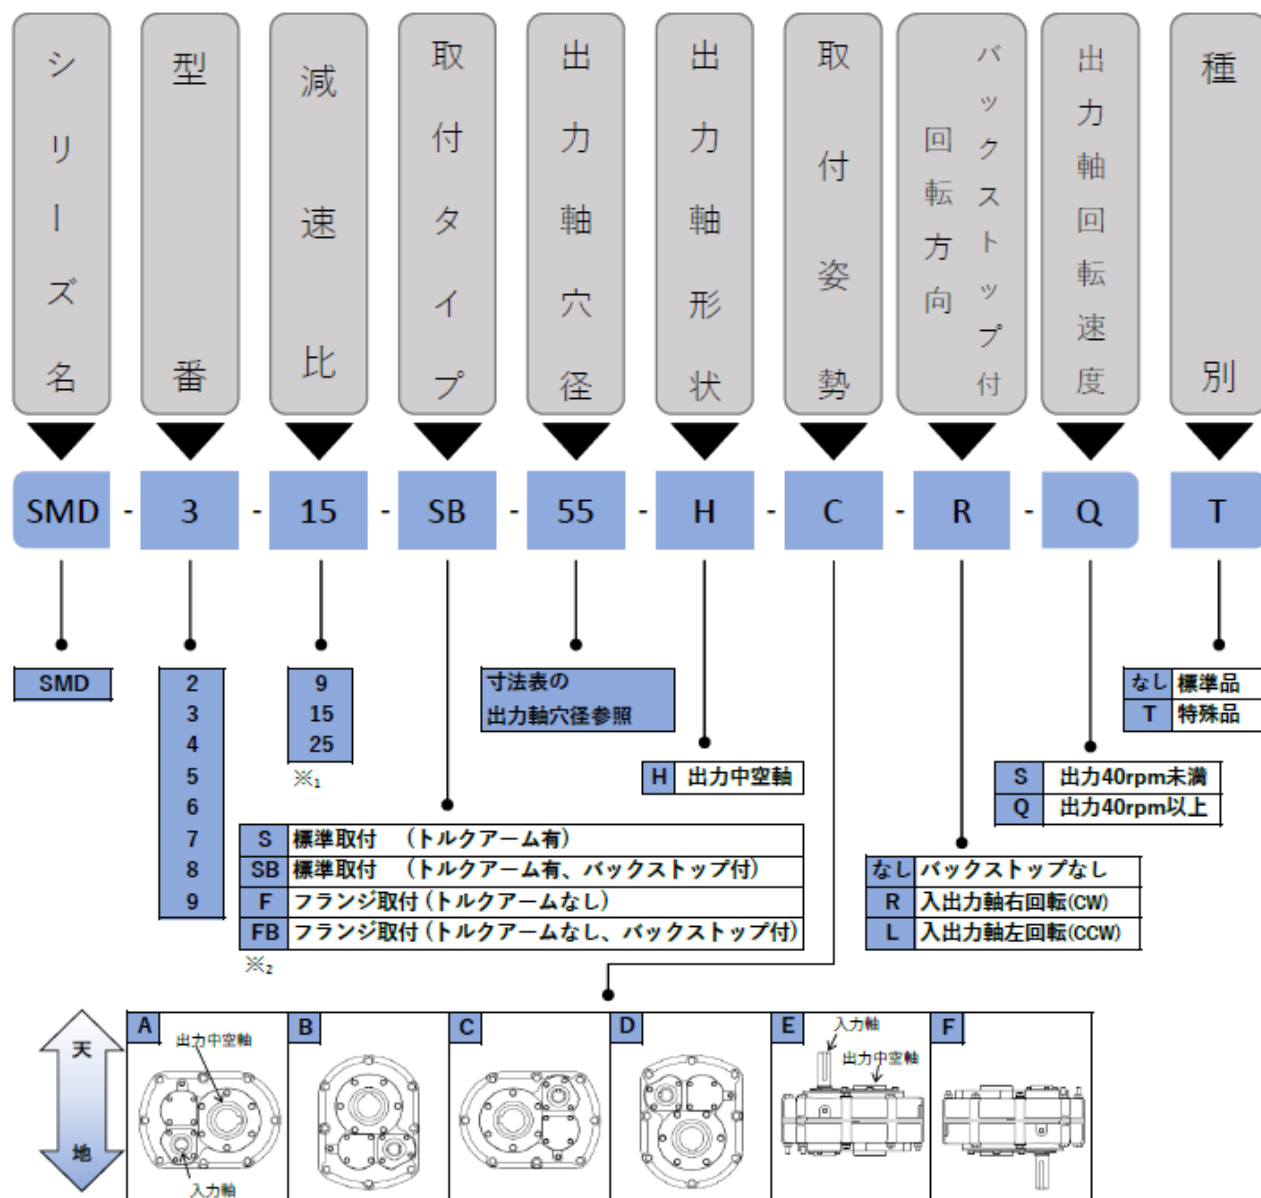 シリーズ名
型番
減速比
取付タイプ
出力軸穴径
出力軸形状
取付姿勢
バックストップ付
回転方向
出力軸回転速度
種別
SMD - 3 - 15 - SB - 55 - H - C - R - Q T
SMD
2
3
4
5
6
7
8
9
9
15
25
※1
寸法表の
出力軸穴径参照
H 出力中空軸
なし 標準品
T 特殊品
S 出力40rpm未満
Q 出力40rpm以上
S 標準取付 (トルクアーム有)
SB 標準取付 (トルクアーム有、バックストップ付)
F フランジ取付 (トルクアームなし)
FB フランジ取付 (トルクアームなし、バックストップ付)
※2
なし バックストップなし
R 入出力軸右回転(CW)
L 入出力軸左回転(CCW)
天
地
A
出力中空軸
入力軸
B
C
D
E
入力軸
出力中空軸
F